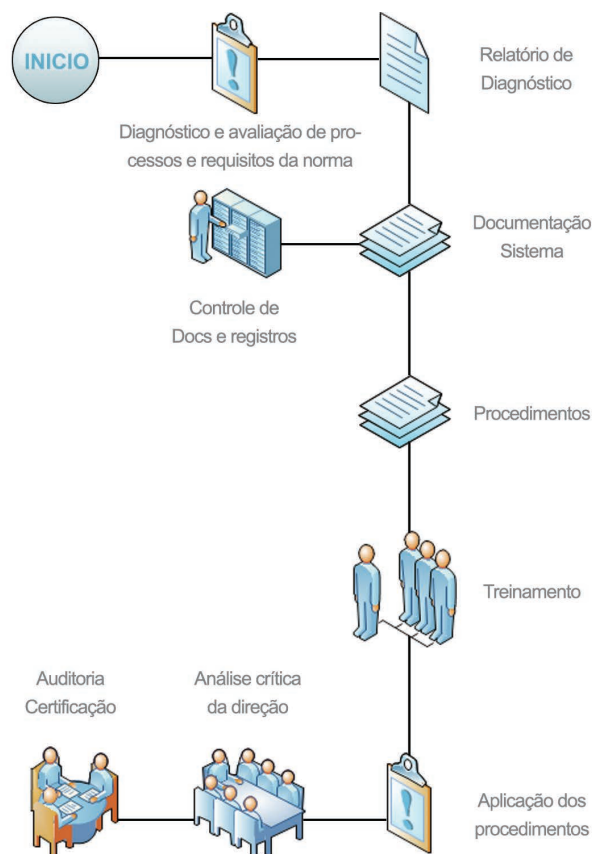 INICIO
Relatório de
Diagnóstico
Diagnóstico e avaliação de pro-
cessos e requisitos da norma
Documentação
Sistema
Controle de
Docs e registros
Procedimentos
Treinamento
Auditoria
Certificação
Análise crítica
da direção
Aplicação dos
procedimentos